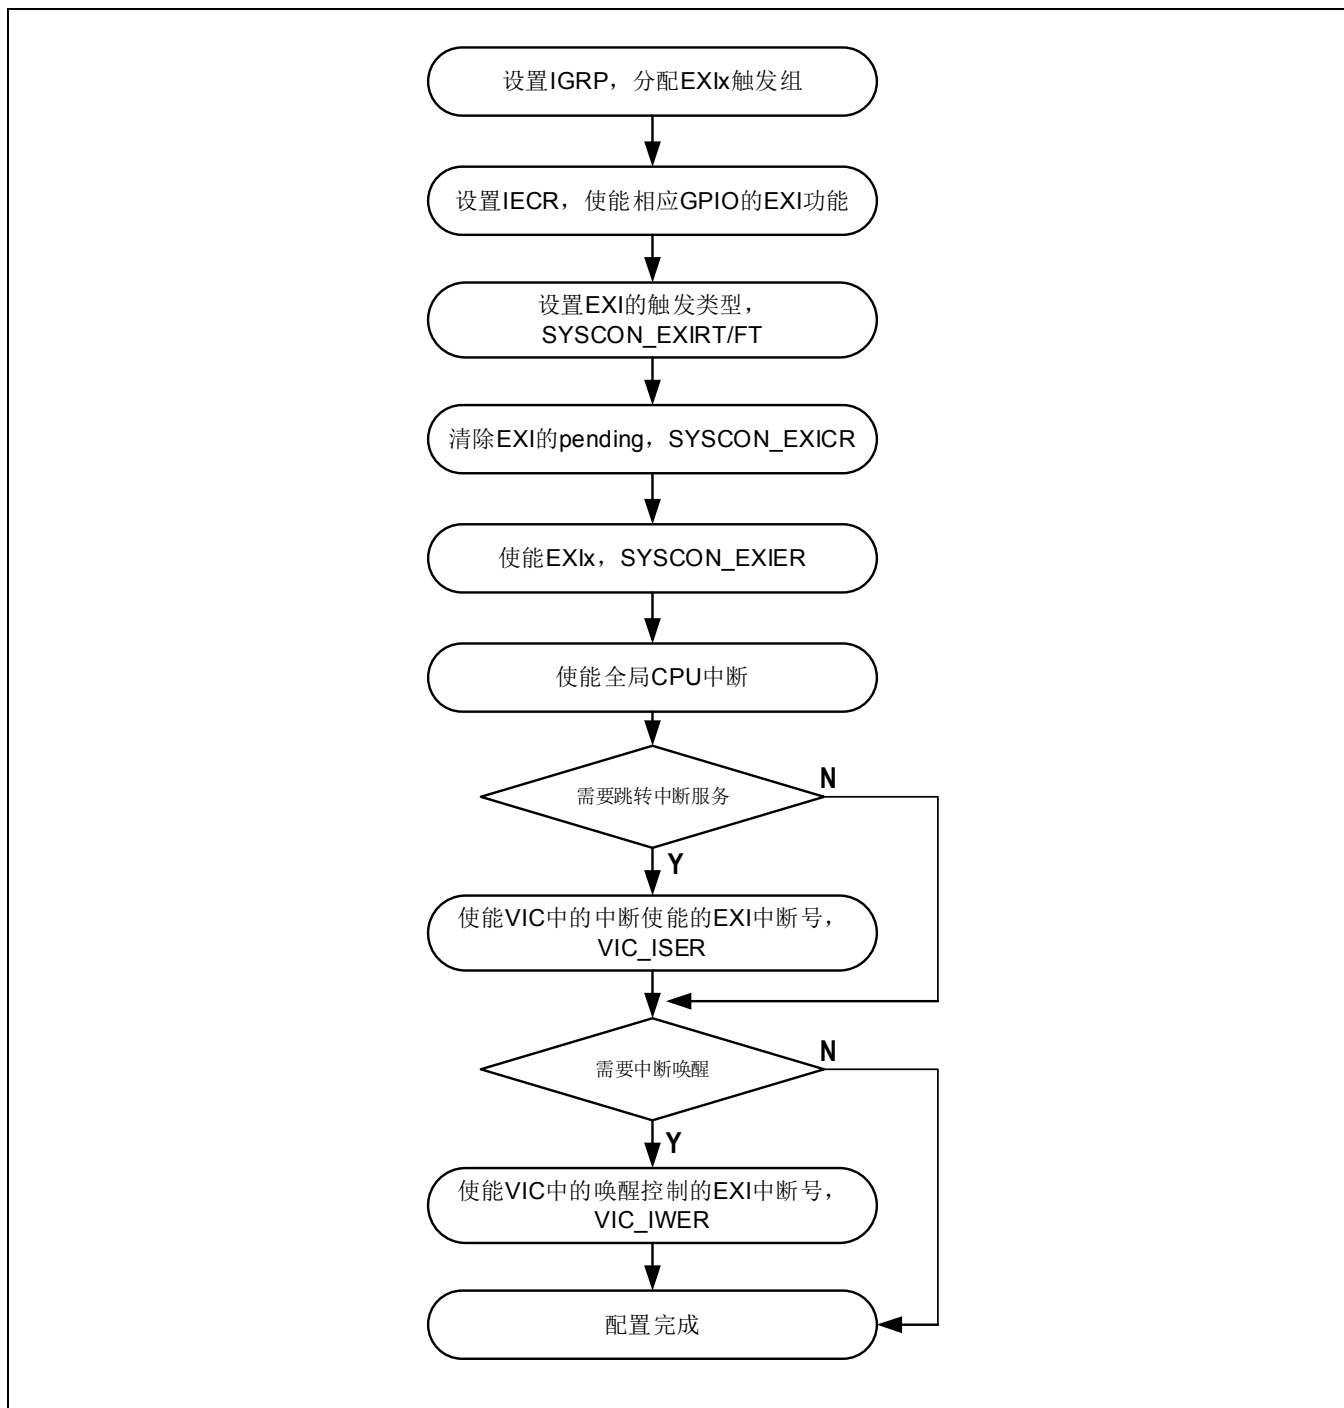 设置IGRP，分配EXIx触发组
设置IECR，使能相应GPIO的EXI功能
设置EXI的触发类型，
SYSCON_EXIRT/FT
清除EXI的pending，SYSCON_EXICR
使能EXIx，SYSCON_EXIER
使能全局CPU中断
需要跳转中断服务
N
Y
使能VIC中的中断使能的EXI中断号，
VIC_ISER
需要中断唤醒
N
Y
使能VIC中的唤醒控制的EXI中断号，
VIC_IWER
配置完成